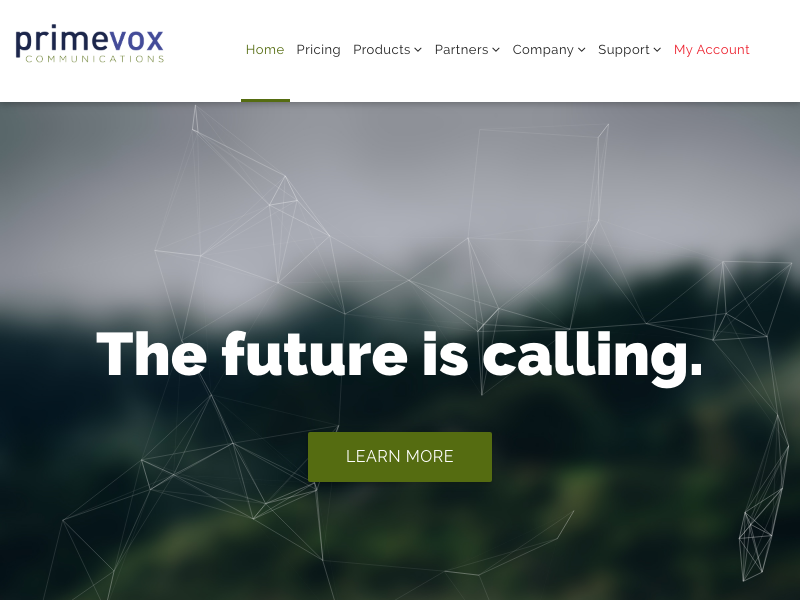 primevox
COMMUNICATIONS
Home Pricing Products Partners Company Support My Account
The future is calling.
LEARN MORE